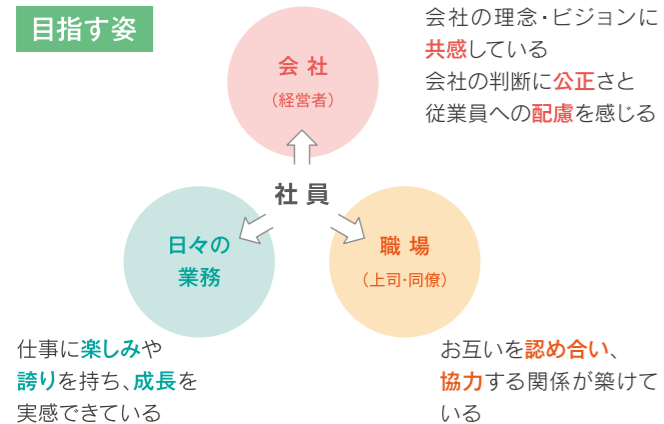 目指す姿
会社の理念・ビジョンに
共感している
会社の判断に公正さと
従業員への配慮を感じる
会社
（経営者）
社員
日々の
業務
職場
（上司・同僚）
仕事に楽しみや
誇りを持ち、成長を
実感できている
お互いを認め合い、
協力する関係が築けて
いる